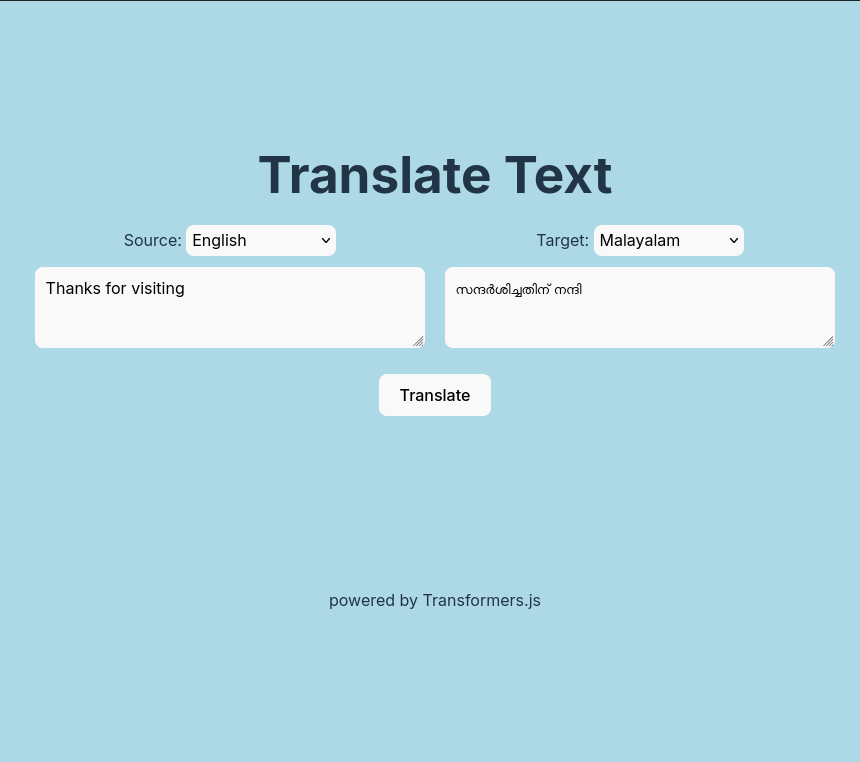 Translate Text
Source: English
Target: Malayalam
Thanks for visiting
സന്ദർശിച്ചതിന് നന്ദി
Translate
powered by Transformers.js